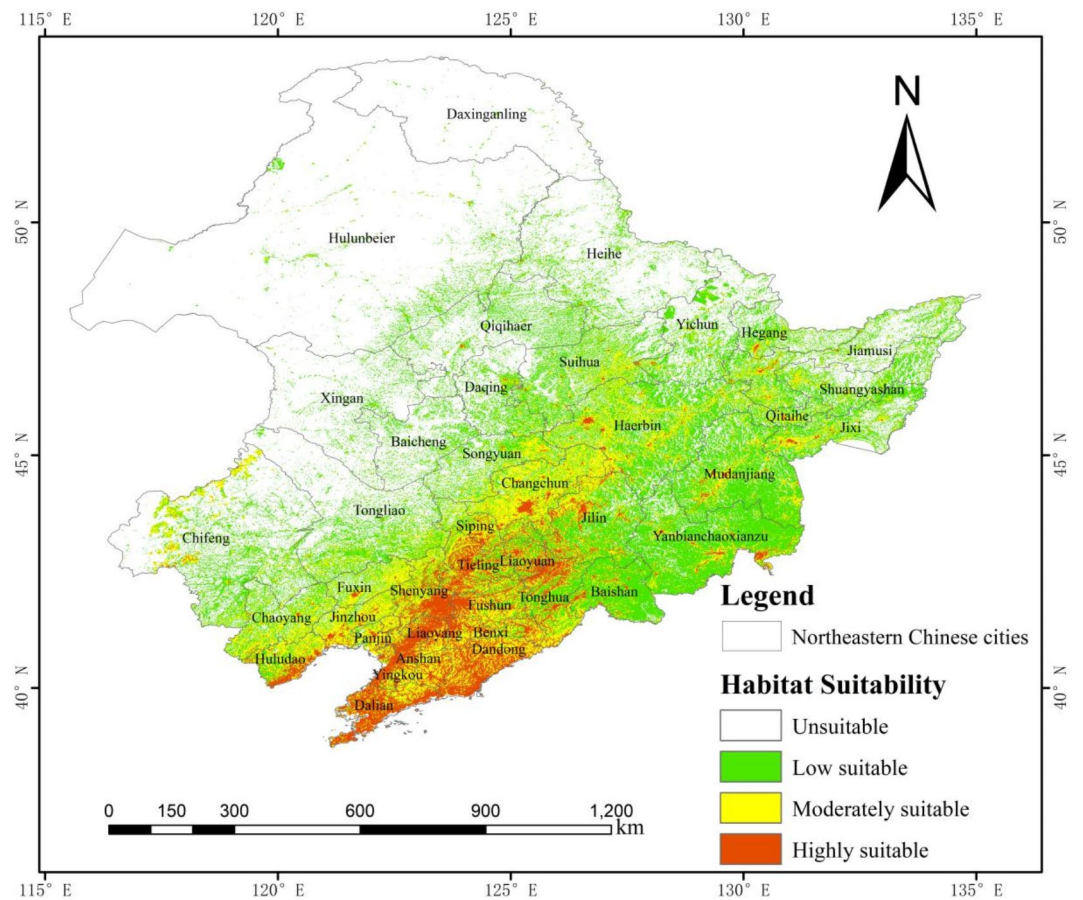 115° E 120° E 125° E 130° E 135° E
N
Daxinganling
50° N
50° N
Hulunbeier
Heihe
Qiqihaer
Yichun
Hegang
Jiamusi
Suihua
Daqing
Shuangyashan
Xingan
Qitaihe
Haerbin
Jixi
Baicheng
45° N
Songyuan
45° N
Mudanjiang
Changchun
Tongliao
Jilin
Siping
Chifeng
Yanbianchaoxianzu
Tieling
Liaoyuan
Fuxin
Shenyang
Baishan
Tonghua
Legend
Fushun
Chaoyang
Jinzhou
Liaoyang
Benxi
Northeastern Chinese cities
Panjin
Dandong
Huludao
Anshan
Yingkou
40° N
Habitat Suitability
40° N
Dalian
Unsuitable
Low suitable
0 150 300 600 900 1,200
km
Moderately suitable
Highly suitable
115° E 120° E 125° E 130° E 135° E